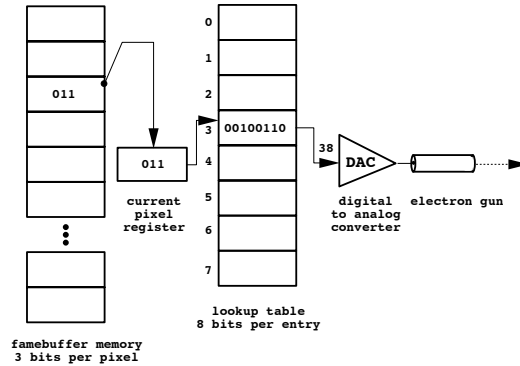 0
1
2
3
4
5
6
7
011
011
00100110
38
DAC
current
pixel
register
digital
to analog
converter
electron gun
lookup table
8 bits per entry
famebuffer memory
3 bits per pixel